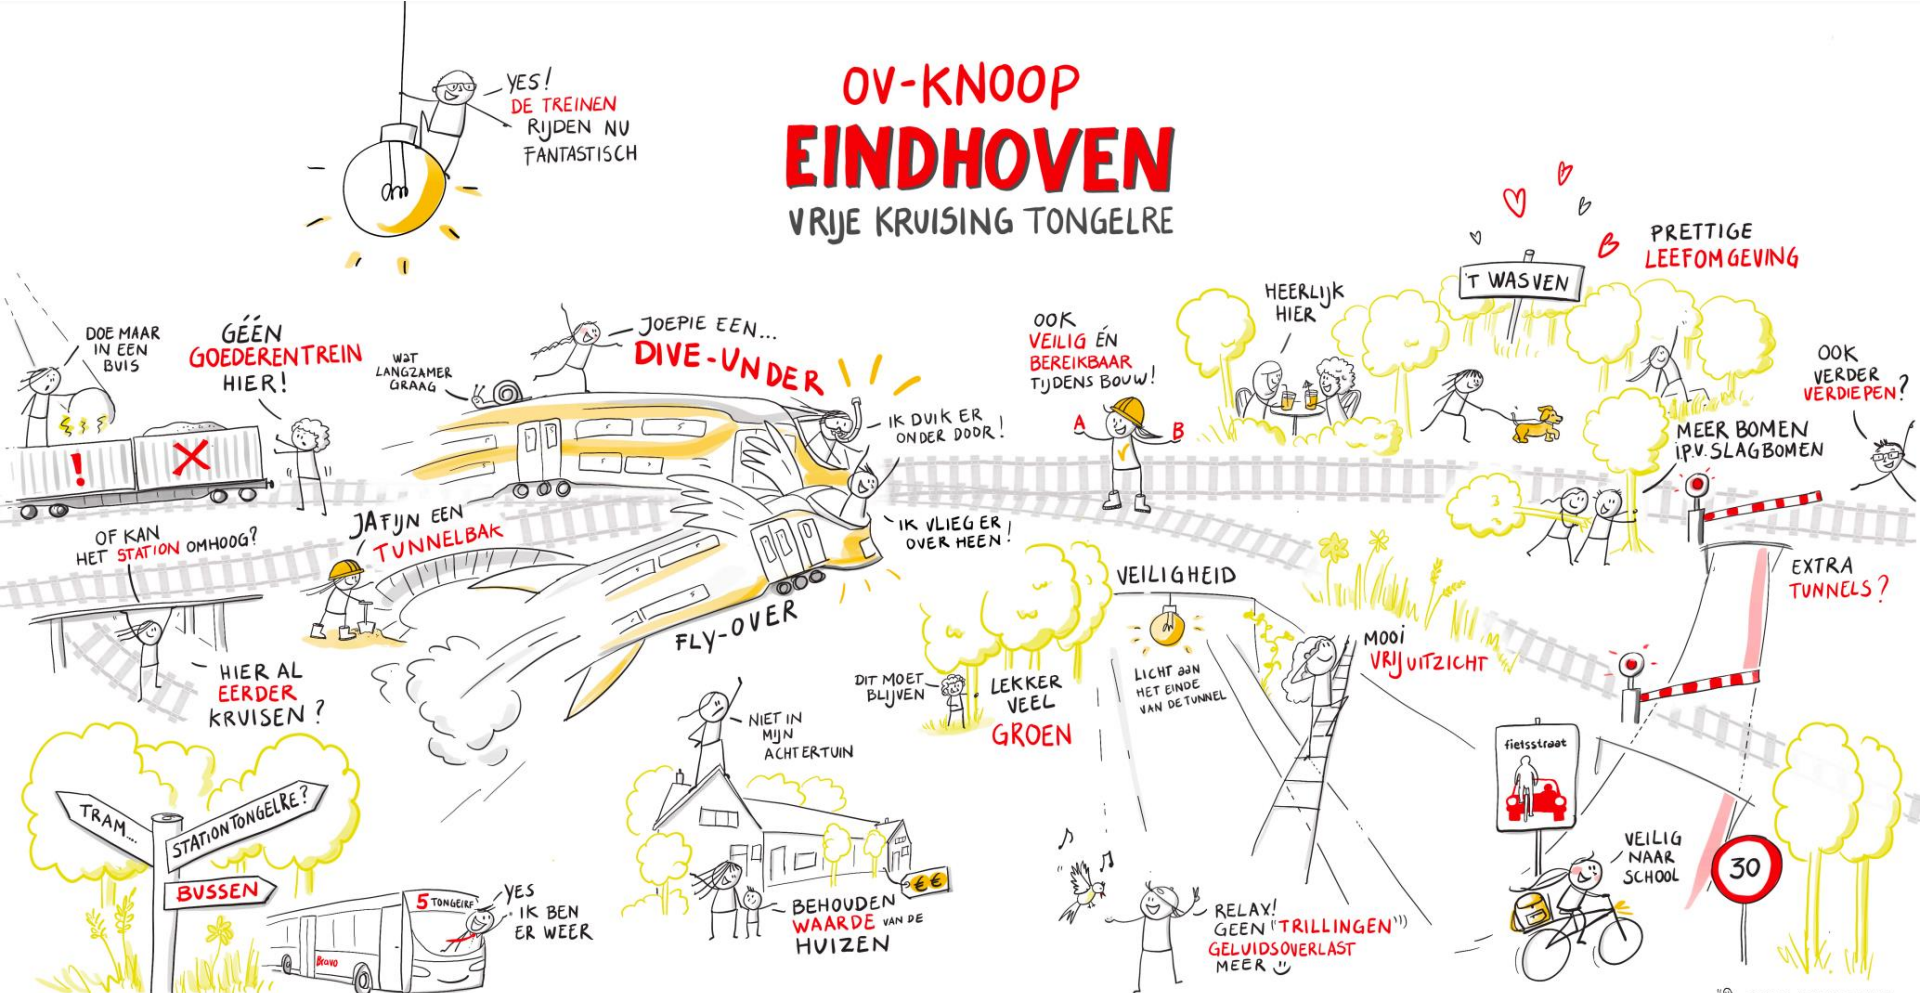 OV-KNOOP
EINDHOVEN
VRIJE KRUISING TONGELRE
YES!
DE TREINEN
RIJDEN NU
FANTASTISCH
DOE MAAR
IN EEN
BUIS
GÉÉN
GOEDERENTREIN
HIER!
!
X
WAT
LANGZAMER
GRAAG
JOEPIE EEN...
DIVE-UNDER
IK DUIK ER
ONDER DOOR!
IK VLIEG ER
OVER HEEN!
FLY-OVER
OOK
VEILIG ÉN
BEREIKBAAR
TIJDENS BOUW!
A
B
HEERLIJK
HIER
'T WASVEN
PRETTIGE
LEEFOMGEVING
MEER BOMEN
I.P.V. SLAGBOMEN
OOK
VERDER
VERDIEPEN?
OF KAN
HET STATION OMHOOG?
JA FIJN EEN
TUNNELBAK
HIER AL
EERDER
KRUISEN?
EXTRA
TUNNELS?
VEILIGHEID
LICHT AAN
HET EINDE
VAN DE TUNNEL
MOOI
VRIJ UITZICHT
DIT MOET
BLIJVEN
LEKKER
VEEL
GROEN
NIET IN
MIJN
ACHTERTUIN
TRAM...
STATION TONGELRE?
BUSSEN
5 TONGELRE
Bravo
YES
IK BEN
ER WEER
€€
BEHOUDEN
WAARDE VAN DE
HUIZEN
RELAX!
GEEN "TRILLINGEN"
GELUIDSOVERLAST
MEER
fietsstraat
VEILIG
NAAR
SCHOOL
30